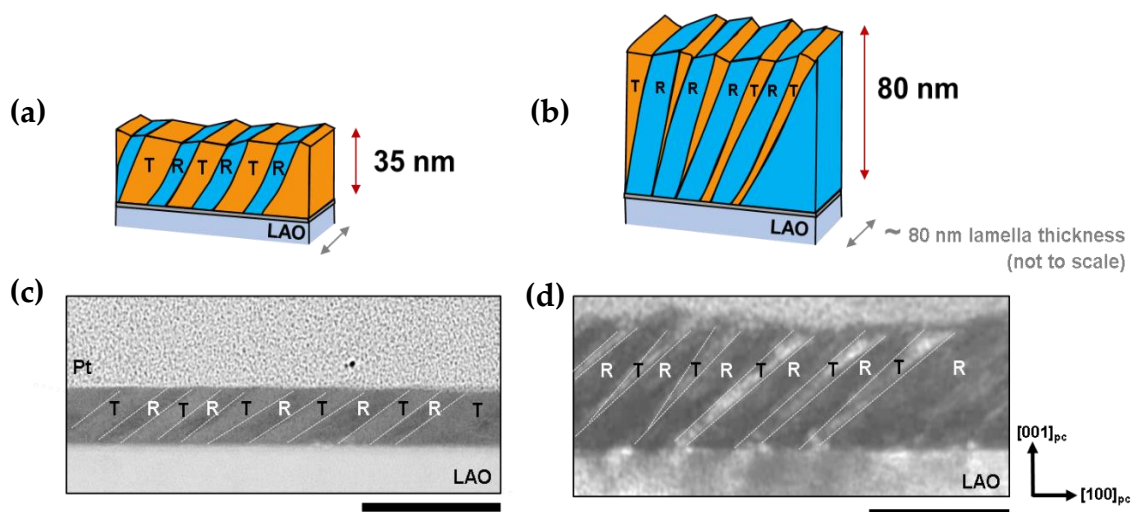 (a)
T R T R T R
35 nm
LAO
(b)
T R R R T R T
80 nm
LAO
~ 80 nm lamella thickness
(not to scale)
(c)
Pt
T R T R T R T R T R T
LAO
(d)
R T R T R T R T R T R
[001]pc
LAO
[100]pc